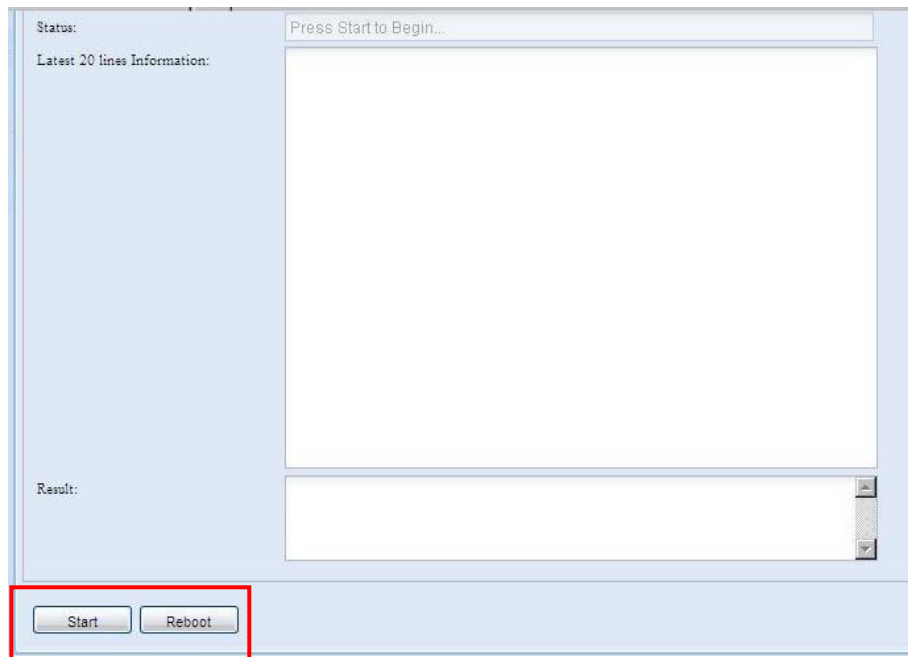 Status:
Press Start to Begin...
Latest 20 lines Information:
Result:
Start
Reboot